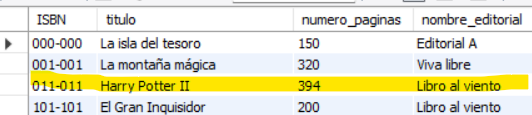 ISBN titulo numero_paginas nombre_editorial
000-000 La isla del tesoro 150 Editorial A
001-001 La montaña mágica 320 Viva libre
011-011 Harry Potter II 394 Libro al viento
101-101 El Gran Inquisidor 200 Libro al viento